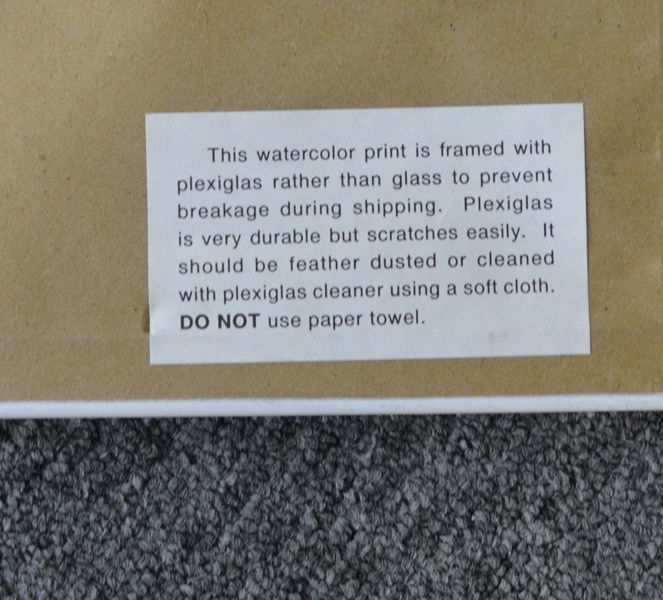 This watercolor print is framed with
plexiglas rather than glass to prevent
breakage during shipping. Plexiglas
is very durable but scratches easily. It
should be feather dusted or cleaned
with plexiglas cleaner using a soft cloth.
DO NOT use paper towel.